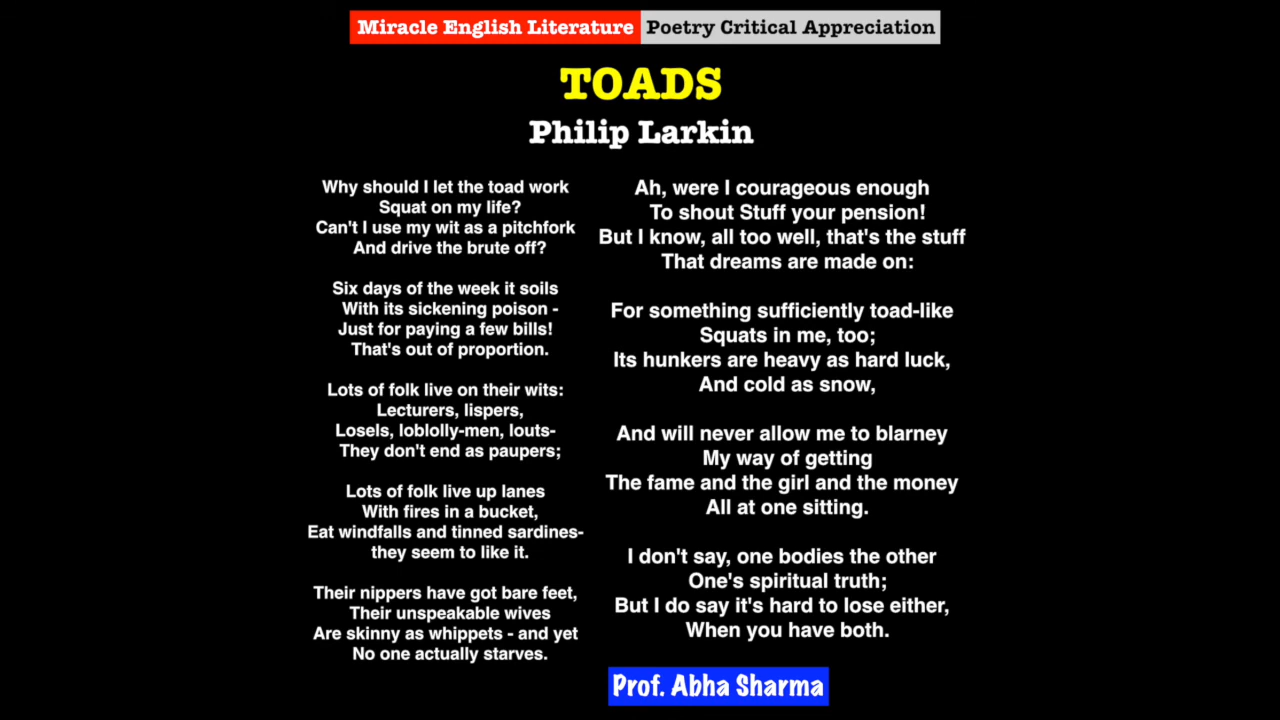 Miracle English Literature Poetry Critical Appreciation
TOADS
Philip Larkin
Why should I let the toad work
Squat on my life?
Can't I use my wit as a pitchfork
And drive the brute off?
Six days of the week it soils
With its sickening poison -
Just for paying a few bills!
That's out of proportion.
Lots of folk live on their wits:
Lecturers, lispers,
Losels, loblolly-men, louts-
They don't end as paupers;
Lots of folk live up lanes
With fires in a bucket,
Eat windfalls and tinned sardines-
they seem to like it.
Their nippers have got bare feet,
Their unspeakable wives
Are skinny as whippets - and yet
No one actually starves.
Ah, were I courageous enough
To shout Stuff your pension!
But I know, all too well, that's the stuff
That dreams are made on:
For something sufficiently toad-like
Squats in me, too;
Its hunkers are heavy as hard luck,
And cold as snow,
And will never allow me to blarney
My way of getting
The fame and the girl and the money
All at one sitting.
I don't say, one bodies the other
One's spiritual truth;
But I do say it's hard to lose either,
When you have both.
Prof. Abha Sharma